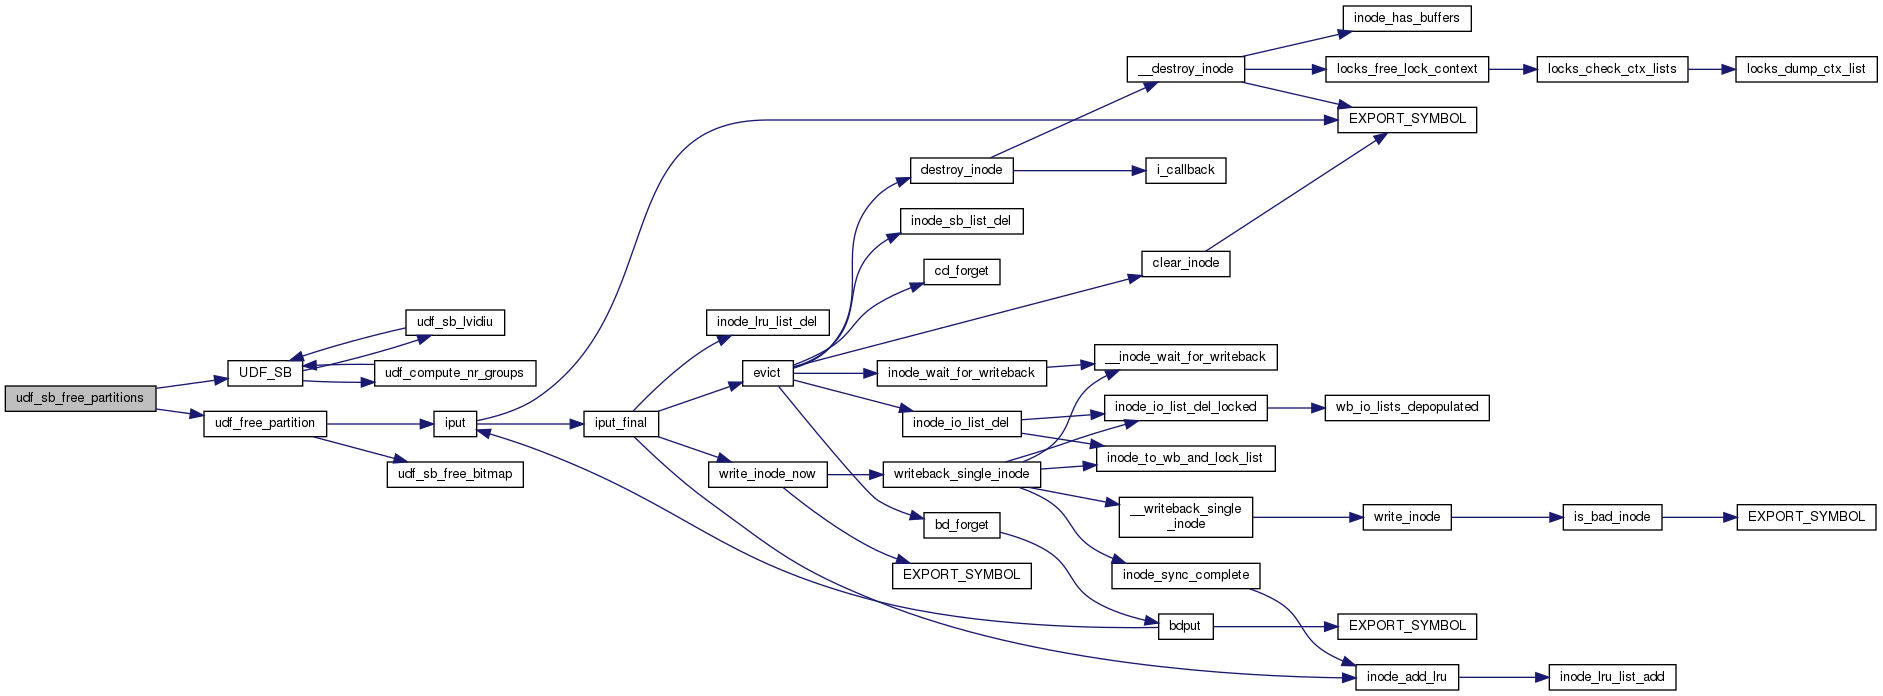 inode_has_buffers
__destroy_inode
locks_free_lock_context
locks_check_ctx_lists
locks_dump_ctx_list
EXPORT_SYMBOL
destroy_inode
i_callback
inode_sb_list_del
clear_inode
cd_forget
udf_sb_lvidiu
inode_lru_list_del
__inode_wait_for_writeback
UDF_SB
udf_compute_nr_groups
evict
inode_wait_for_writeback
udf_sb_free_partitions
inode_io_list_del_locked
wb_io_lists_depopulated
udf_free_partition
iput
iput_final
inode_io_list_del
inode_to_wb_and_lock_list
udf_sb_free_bitmap
write_inode_now
writeback_single_inode
__writeback_single
_inode
write_inode
is_bad_inode
EXPORT_SYMBOL
bd_forget
EXPORT_SYMBOL
inode_sync_complete
bdput
EXPORT_SYMBOL
inode_add_lru
inode_lru_list_add